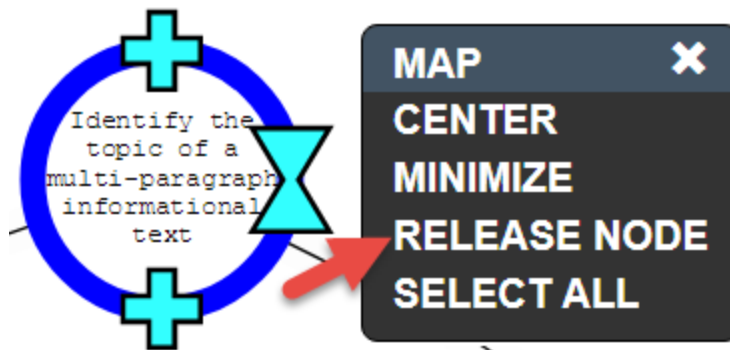 Identify the
topic of a
multi-paragraph
informational
text
MAP
CENTER
MINIMIZE
RELEASE NODE
SELECT ALL